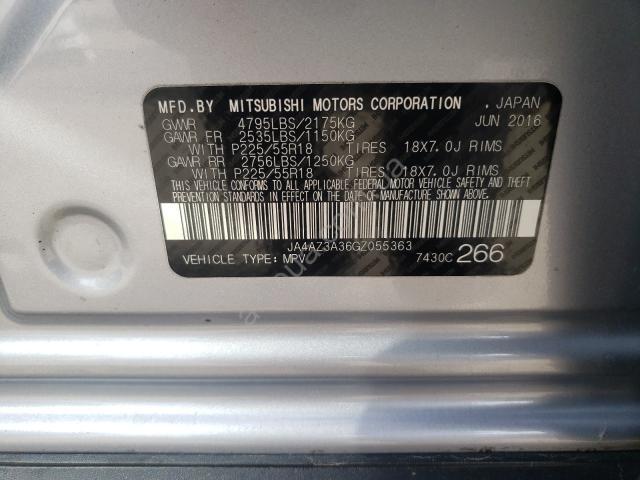 MFD.BY MITSUBISHI MOTORS CORPORATION . JAPAN
GVWR 4795LBS/2175KG JUN 2016
GAWR FR 2535LBS/1150KG
WITH P225/55R18 TIRES 18X7.0J RIMS
GAWR RR 2756LBS/1250KG
WITH P225/55R18 TIRES 18X7.0J RIMS
THIS VEHICLE CONFORMS TO ALL APPLICABLE FEDERAL MOTOR VEHICLE SAFETY AND THEFT
PREVENTION STANDARDS IN EFFECT ON THE DATE OF MANUFACTURE SHOWN ABOVE.
JA4AZ3A36GZ055363
VEHICLE TYPE: MPV 7430C 266